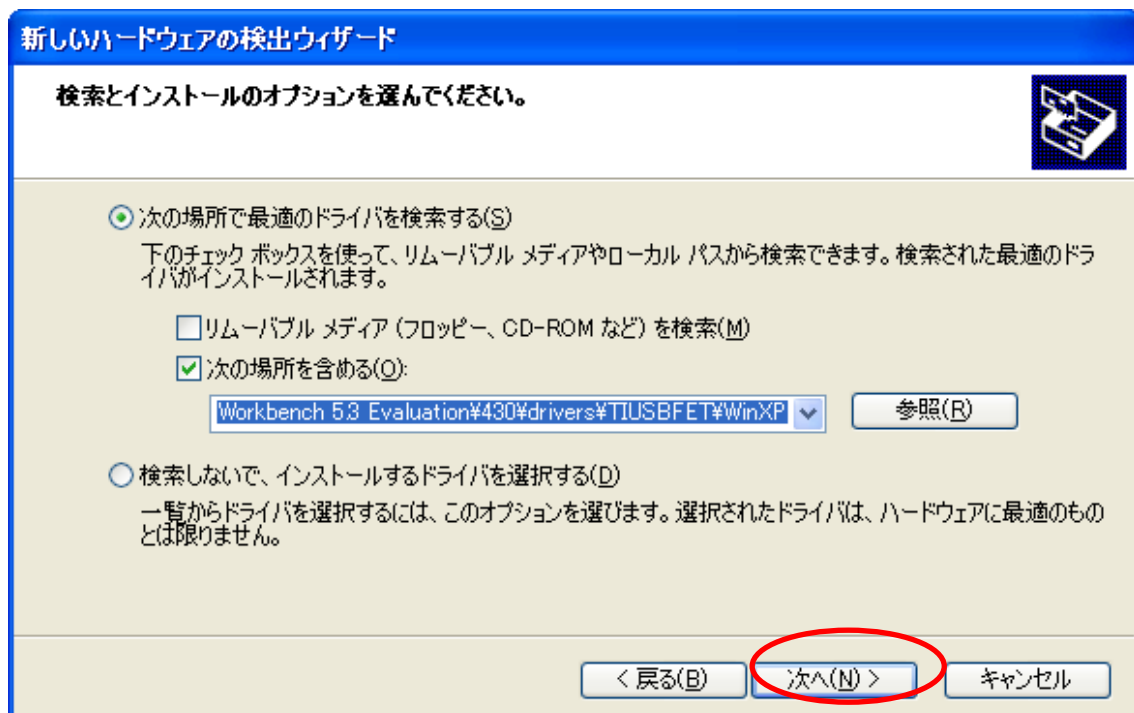 新しいハードウェアの検出ウィザード
検索とインストールのオプションを選んでください。
次の場所で最適のドライバを検索する(S)
下のチェック ボックスを使って、リムーバブル メディアやローカル パスから検索できます。検索された最適のドラ
イバがインストールされます。
リムーバブル メディア (フロッピー、CD-ROM など) を検索(M)
次の場所を含める(O):
Workbench 5.3 Evaluation¥430¥drivers¥TIUSBFET¥WinXP
参照(R)
検索しないで、インストールするドライバを選択する(D)
一覧からドライバを選択するには、このオプションを選びます。選択されたドライバは、ハードウェアに最適のもの
とは限りません。
< 戻る(B) 次へ(N) > キャンセル